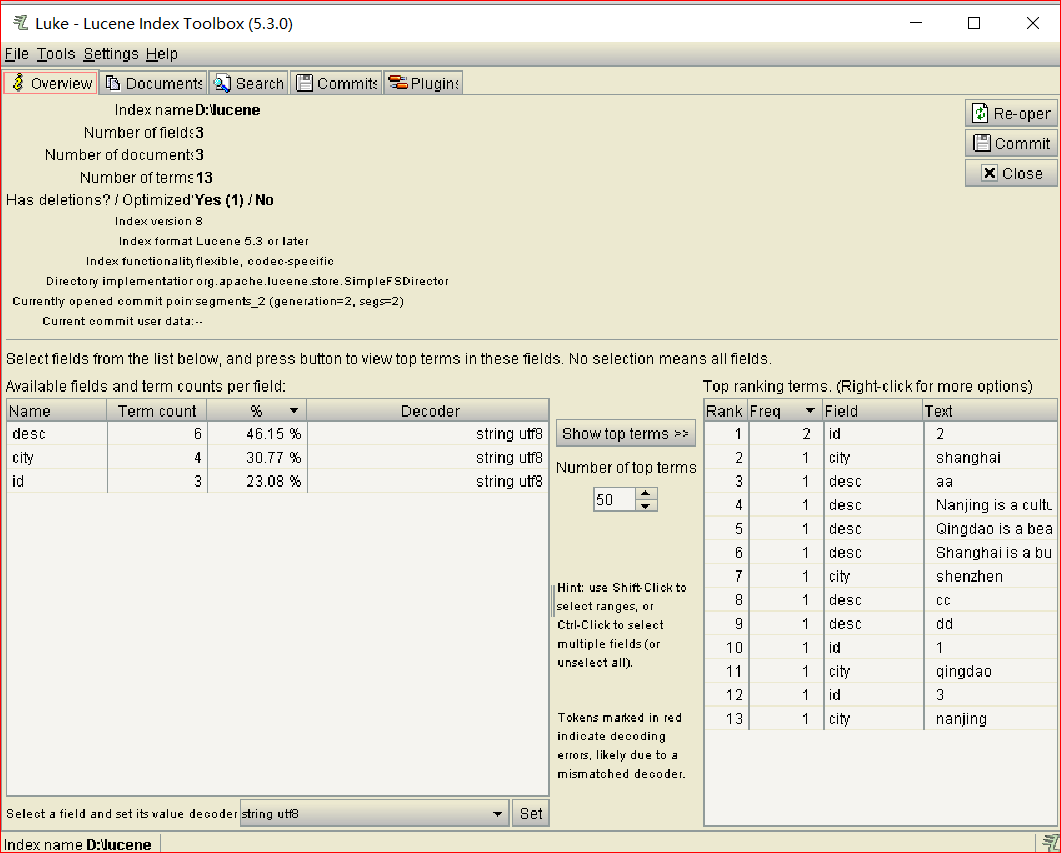 Luke - Lucene Index Toolbox (5.3.0)
File Tools Settings Help
Overview Documents Search Commits Plugins
Index name D:\lucene
Re-open
Number of fields 3
Commit
Number of documents 3
Close
Number of terms 13
Has deletions? / Optimized? Yes (1) / No
Index version 8
Index format Lucene 5.3 or later
Index functionality flexible, codec-specific
Directory implementation org.apache.lucene.store.SimpleFSDirector
Currently opened commit point segments_2 (generation=2, segs=2)
Current commit user data: --
Select fields from the list below, and press button to view top terms in these fields. No selection means all fields.
Available fields and term counts per field:
Name Term count % Decoder
desc 6 46.15 % string utf8
city 4 30.77 % string utf8
id 3 23.08 % string utf8
Show top terms >>
Number of top terms
50
Hint: use Shift-Click to
select ranges, or
Ctrl-Click to select
multiple fields (or
unselect all).
Tokens marked in red
indicate decoding
errors, likely due to a
mismatched decoder.
Top ranking terms. (Right-click for more options)
Rank Freq Field Text
1 2 id 2
2 1 city shanghai
3 1 desc aa
4 1 desc Nanjing is a cultu
5 1 desc Qingdao is a bea
6 1 desc Shanghai is a bu
7 1 city shenzhen
8 1 desc cc
9 1 desc dd
10 1 id 1
11 1 city qingdao
12 1 id 3
13 1 city nanjing
Select a field and set its value decoder string utf8 Set
Index name D:\lucene